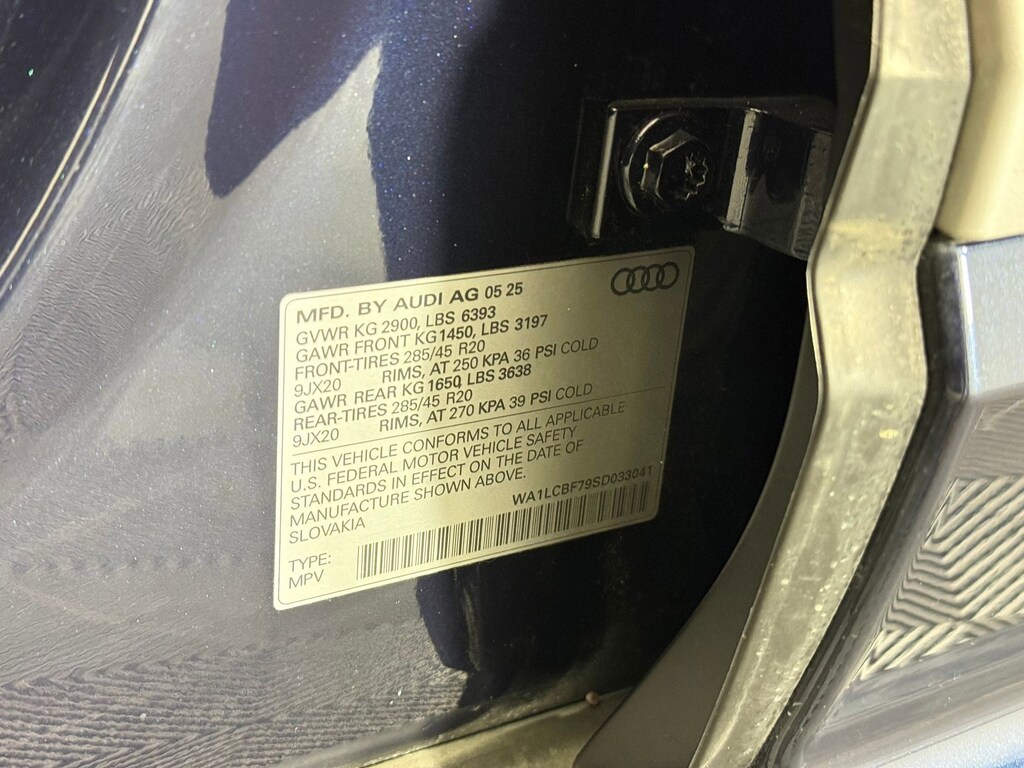 MFD. BY AUDI AG 05 25
GVWR KG 2900, LBS 6393
GAWR FRONT KG1450, LBS 3197
FRONT-TIRES 285/45 R20
9JX20 RIMS, AT 250 KPA 36 PSI COLD
GAWR REAR KG 1650, LBS 3638
REAR-TIRES 285/45 R20
9JX20 RIMS, AT 270 KPA 39 PSI COLD
THIS VEHICLE CONFORMS TO ALL APPLICABLE
U.S. FEDERAL MOTOR VEHICLE SAFETY
STANDARDS IN EFFECT ON THE DATE OF
MANUFACTURE SHOWN ABOVE.
SLOVAKIA WA1LCBF79SD033041
TYPE:
MPV